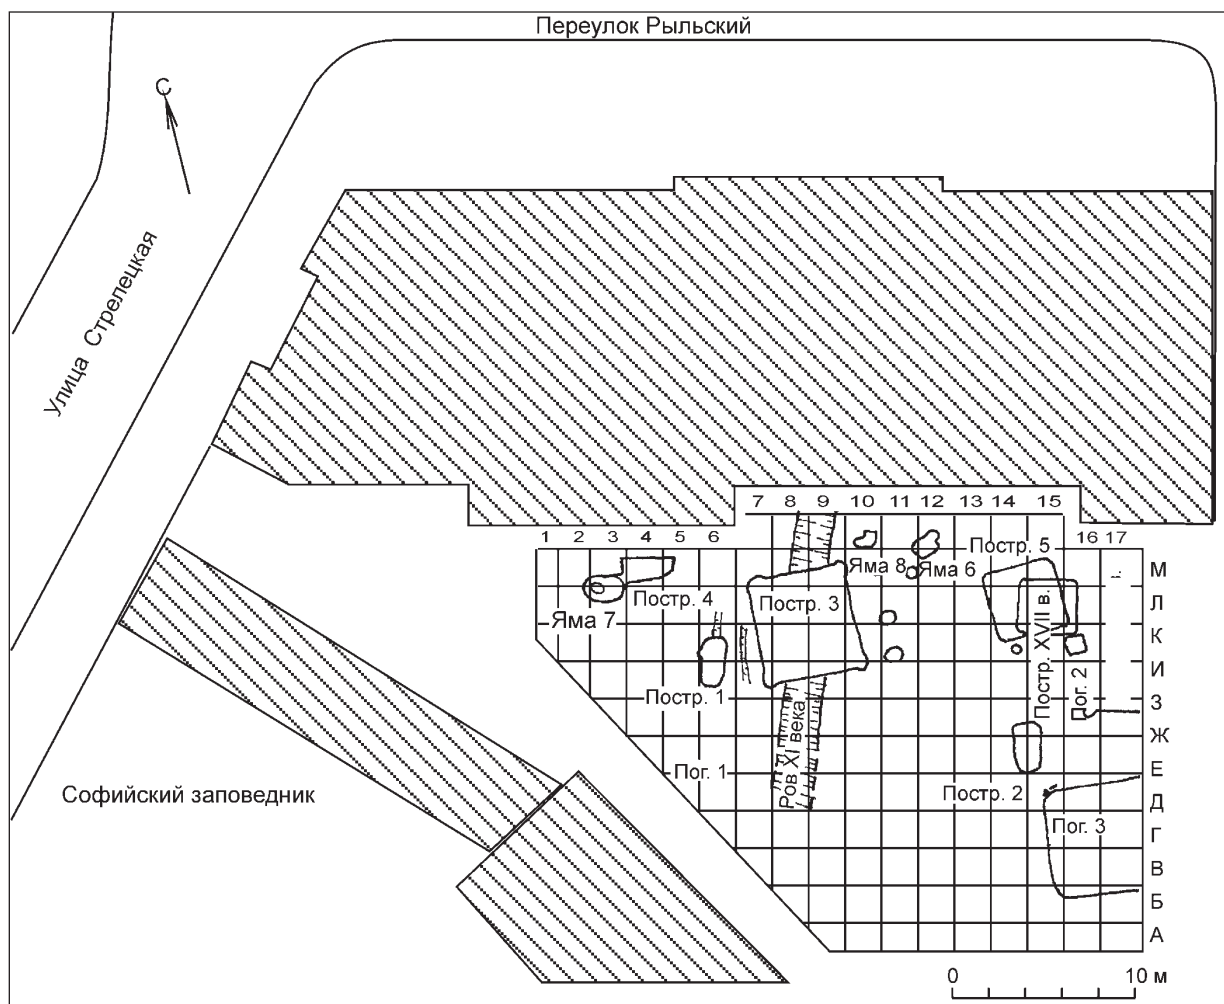 Переулок Рыльский
С
Улица Стрелецкая
7 8 9 10 11 12 13 14 15
1 2 3 4 5 6
16 17
Постр. 5
М
Яма 8
Яма 6
Постр. 4
Постр. 3
Л
Яма 7
К
Постр. XVII в.
И
Постр. 1
Пог. 2
З
Ров XI века
Ж
Пог. 1
Е
Софийский заповедник
Постр. 2
Д
Пог. 3
Г
В
Б
А
0 10 м